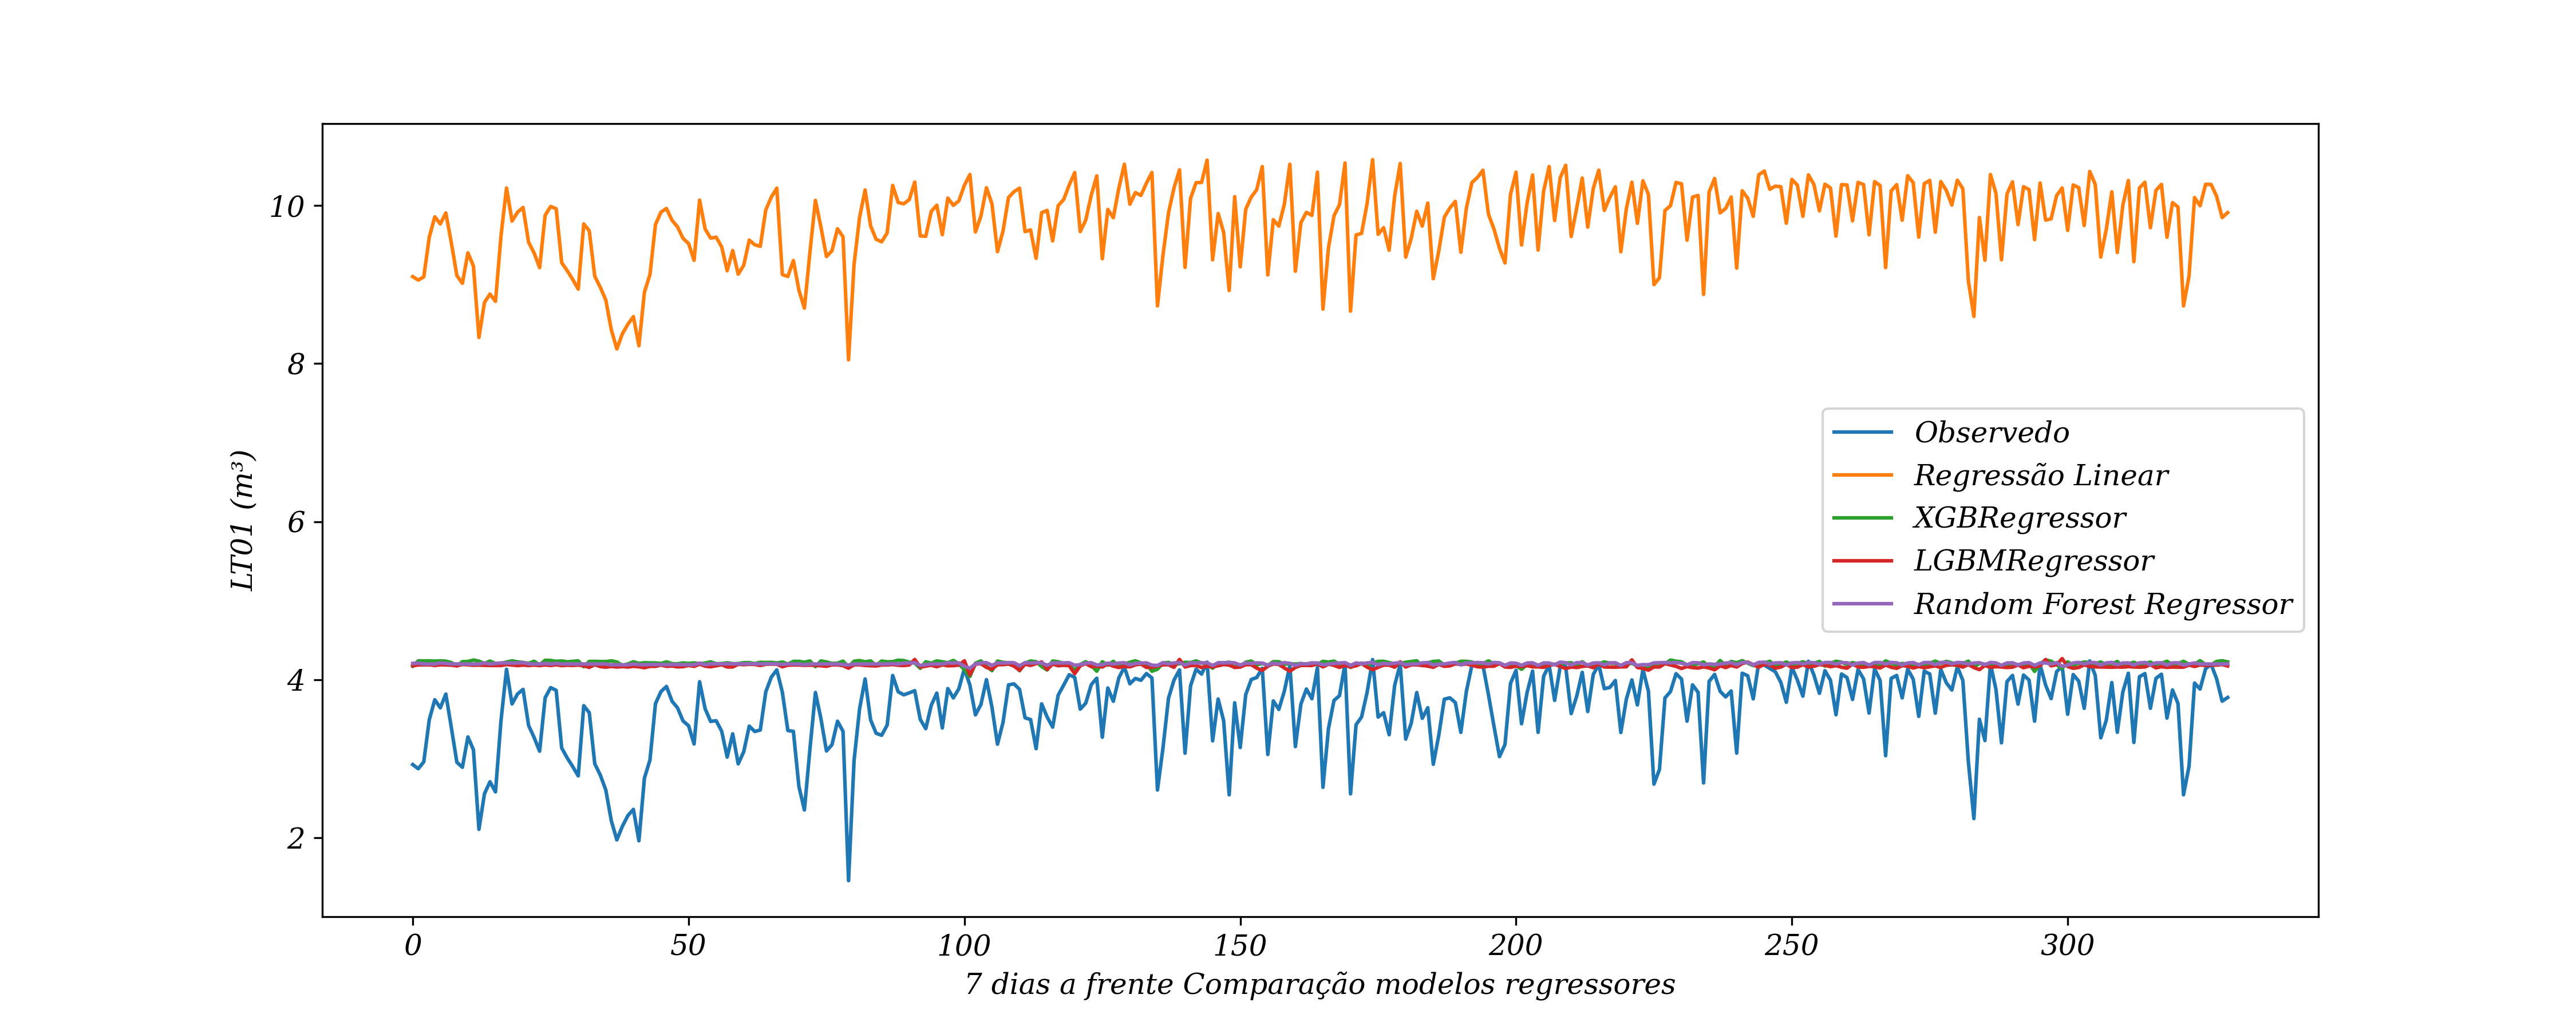 10
8
6
4
2
LT01 (m³)
Observedo
Regressão Linear
XGBRegressor
LGBMRegressor
Random Forest Regressor
0 50 100 150 200 250 300
7 dias a frente Comparação modelos regressores